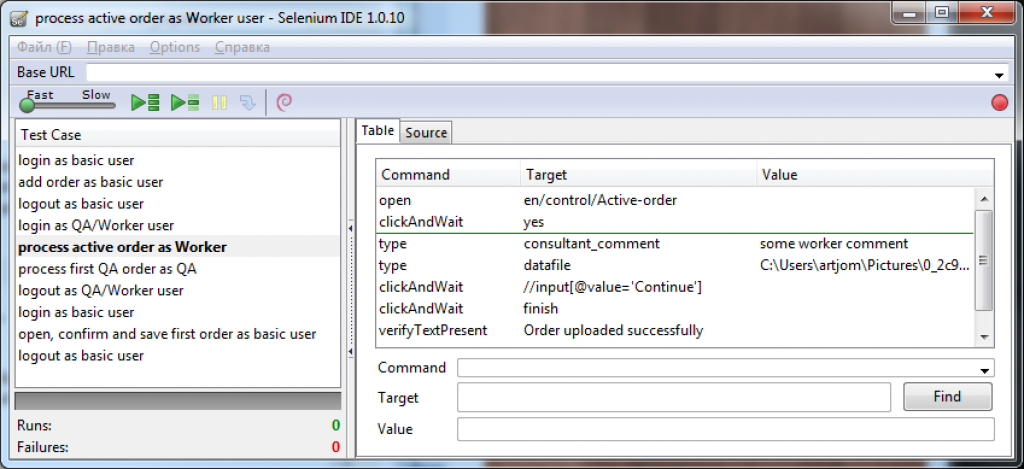 process active order as Worker user - Selenium IDE 1.0.10
Файл (F) Правка Options Справка
Base URL
Fast Slow
Test Case
login as basic user
add order as basic user
logout as basic user
login as QA/Worker user
process active order as Worker
process first QA order as QA
logout as QA/Worker user
login as basic user
open, confirm and save first order as basic user
logout as basic user
Runs: 0
Failures: 0
Table Source
Command Target Value
open en/control/Active-order
clickAndWait yes
type consultant_comment some worker comment
type datafile C:\Users\artjom\Pictures\0_2c9...
clickAndWait //input[@value='Continue']
clickAndWait finish
verifyTextPresent Order uploaded successfully
Command
Target Find
Value